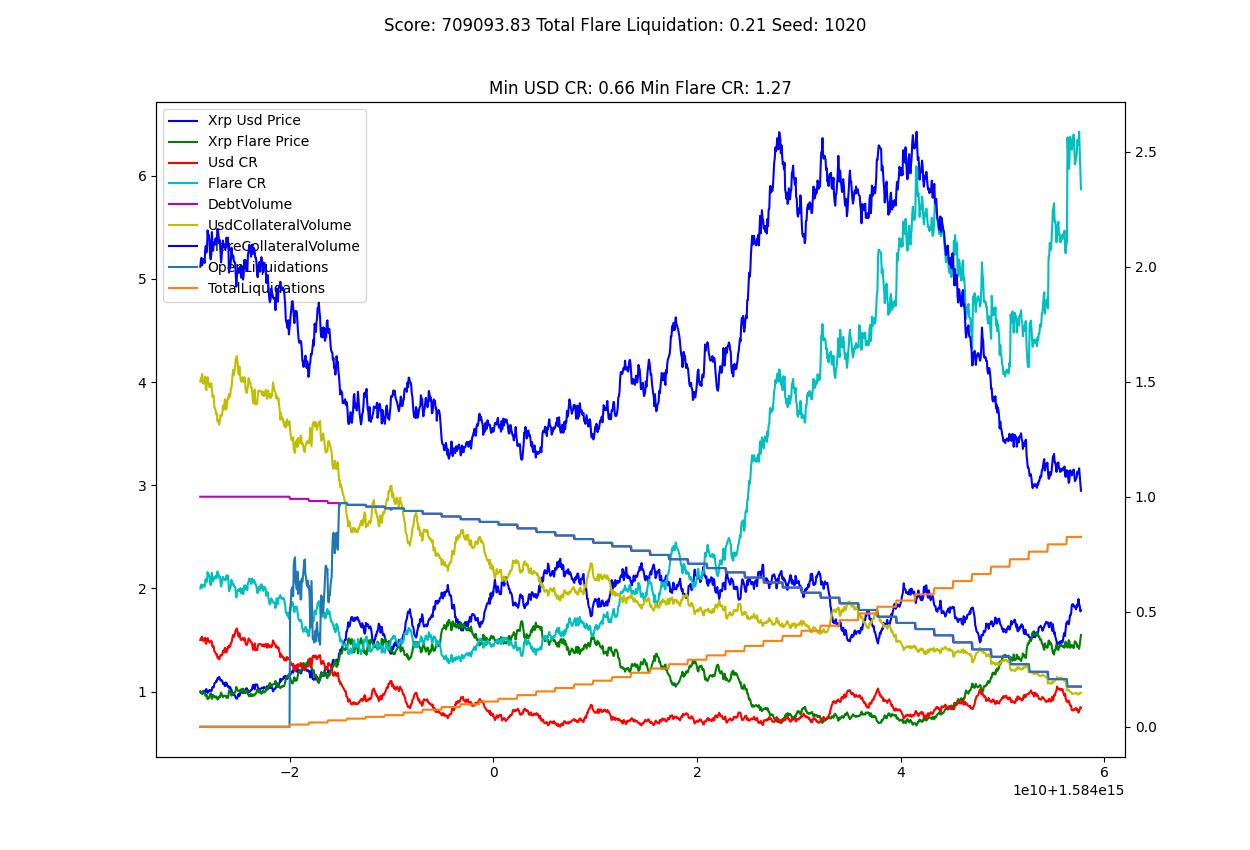 Score: 709093.83 Total Flare Liquidation: 0.21 Seed: 1020
Min USD CR: 0.66 Min Flare CR: 1.27
Xrp Usd Price
Xrp Flare Price
Usd CR
Flare CR
DebtVolume
UsdCollateralVolume
FlareCollateralVolume
OpenLiquidations
TotalLiquidations
6
5
4
3
2
1
2.5
2.0
1.5
1.0
0.5
0.0
−2
0
2
4
6
1e10+1.584e15